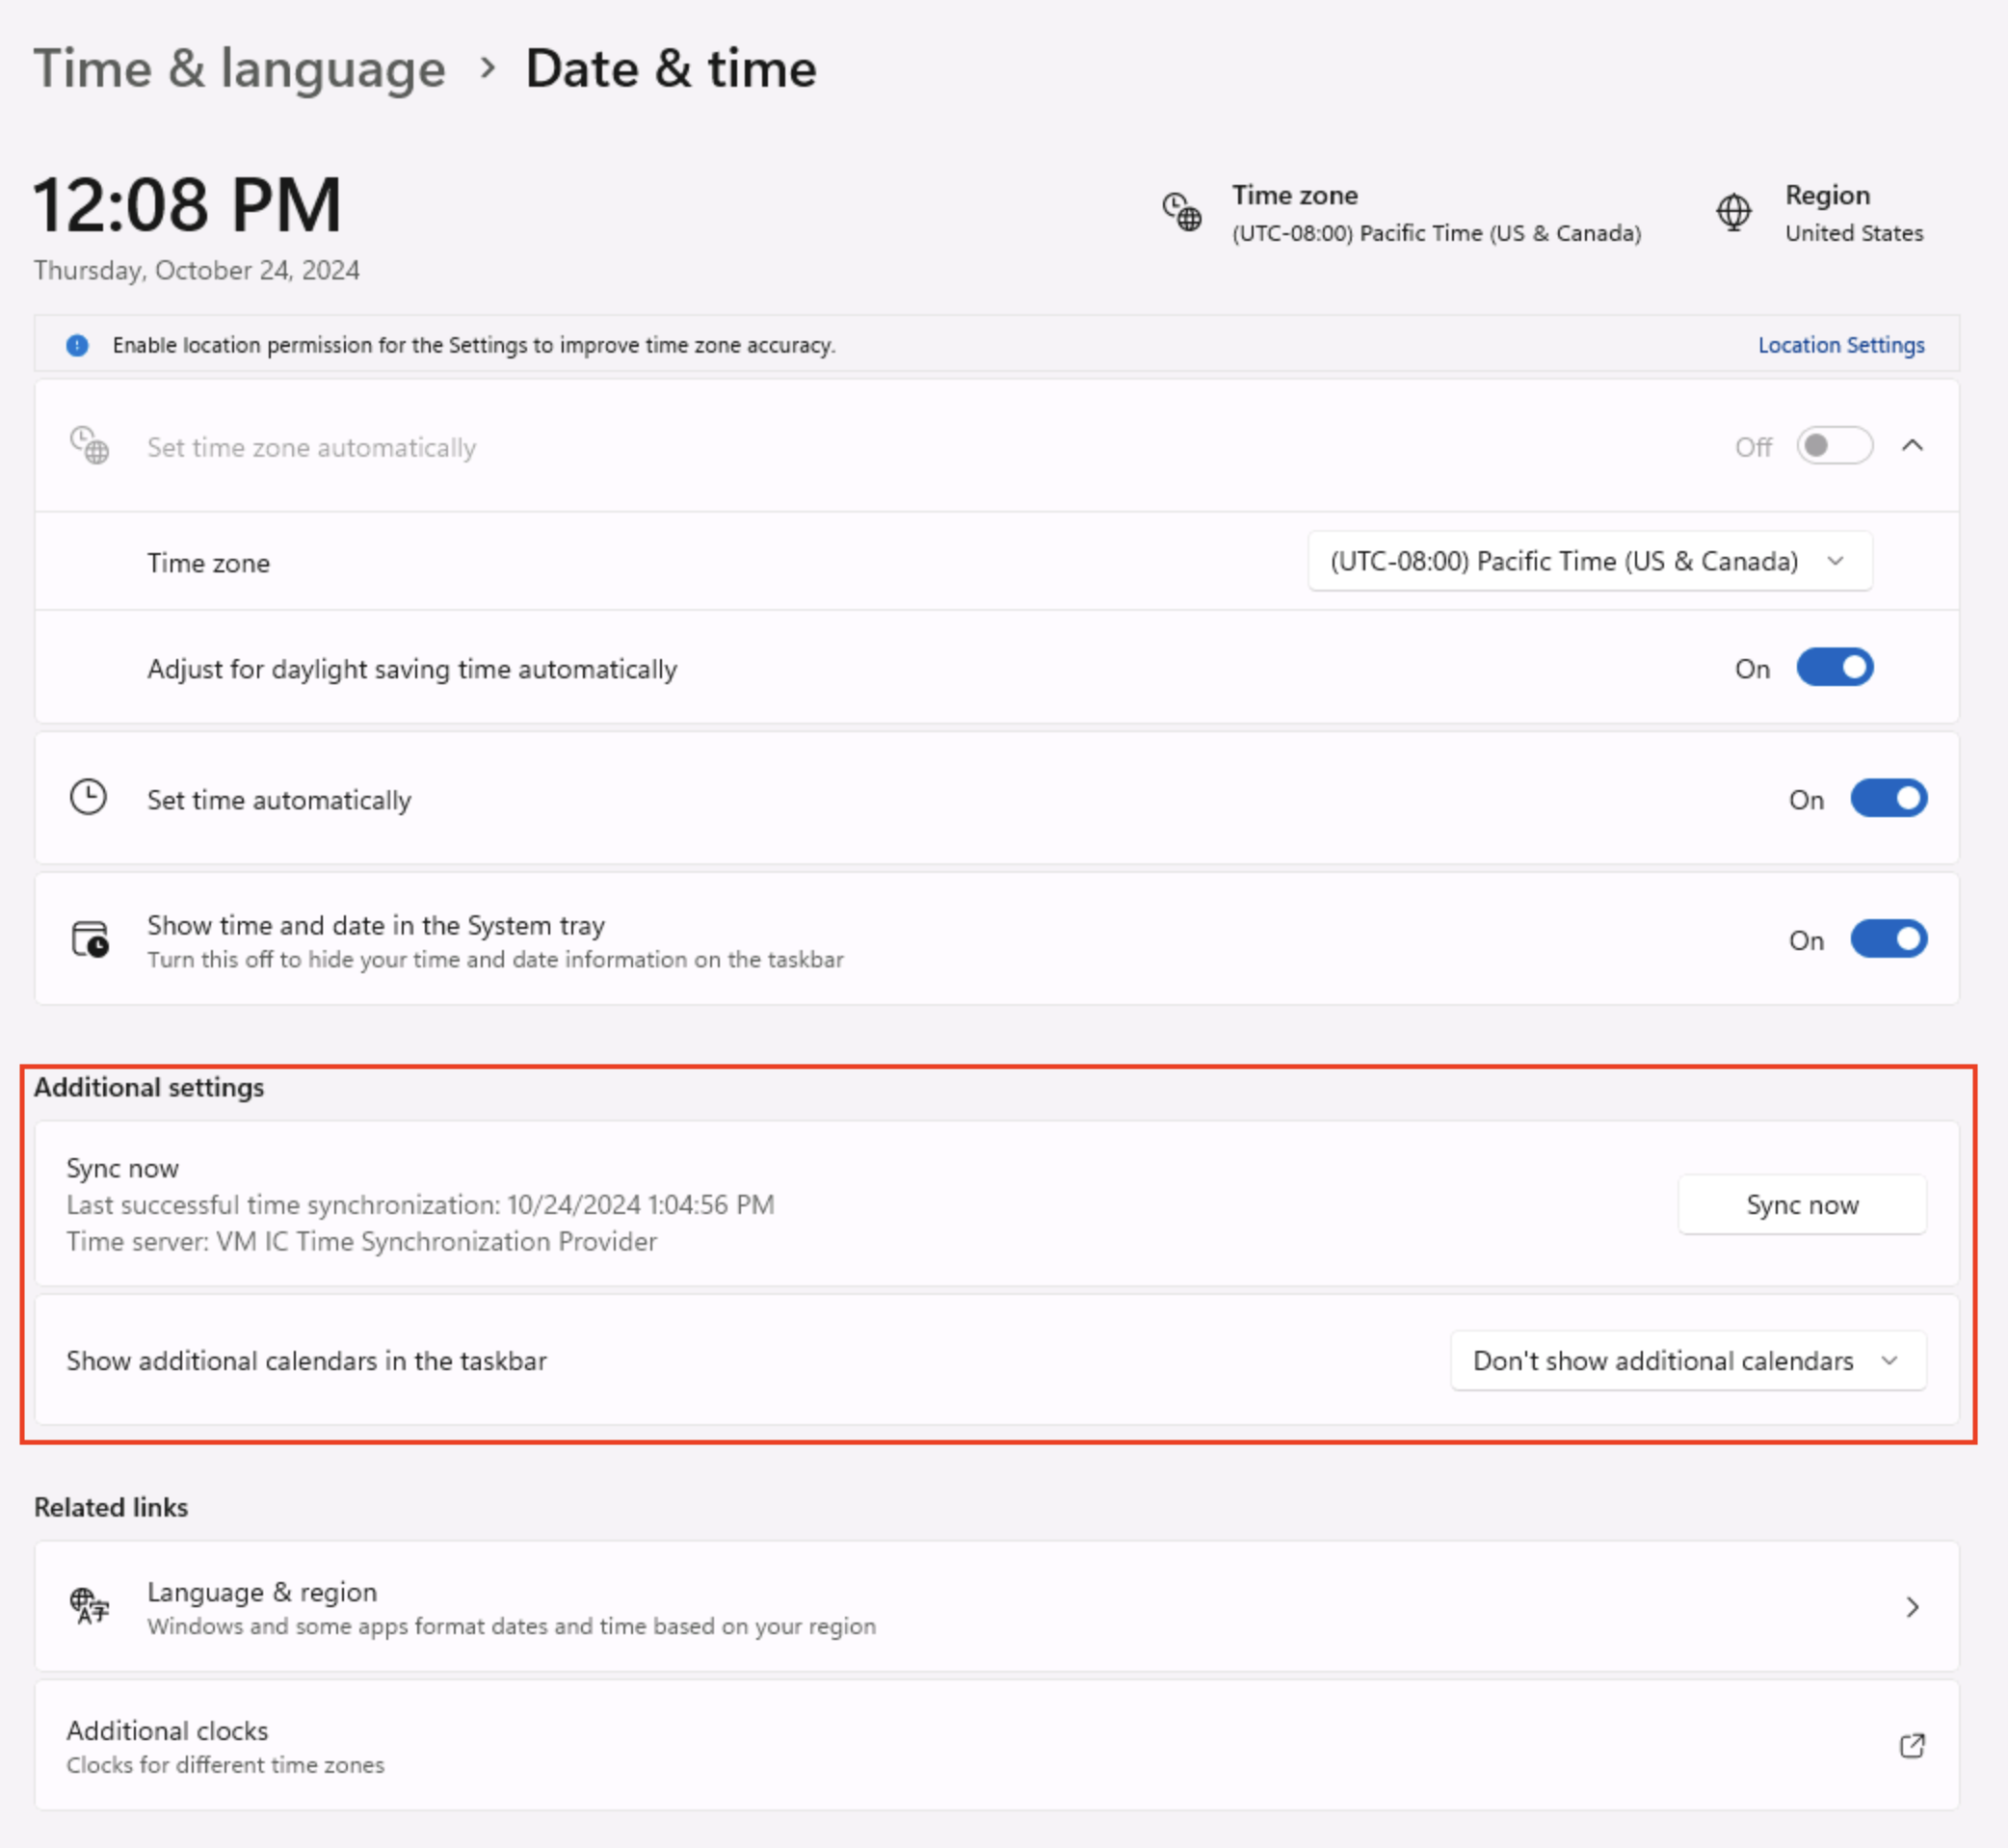 Time & language > Date & time
12:08 PM
Thursday, October 24, 2024
Time zone
(UTC-08:00) Pacific Time (US & Canada)
Region
United States
Enable location permission for the Settings to improve time zone accuracy.
Location Settings
Set time zone automatically
Off
Time zone
(UTC-08:00) Pacific Time (US & Canada)
Adjust for daylight saving time automatically
On
Set time automatically
On
Show time and date in the System tray
Turn this off to hide your time and date information on the taskbar
On
Additional settings
Sync now
Last successful time synchronization: 10/24/2024 1:04:56 PM
Time server: VM IC Time Synchronization Provider
Sync now
Show additional calendars in the taskbar
Don't show additional calendars
Related links
Language & region
Windows and some apps format dates and time based on your region
Additional clocks
Clocks for different time zones